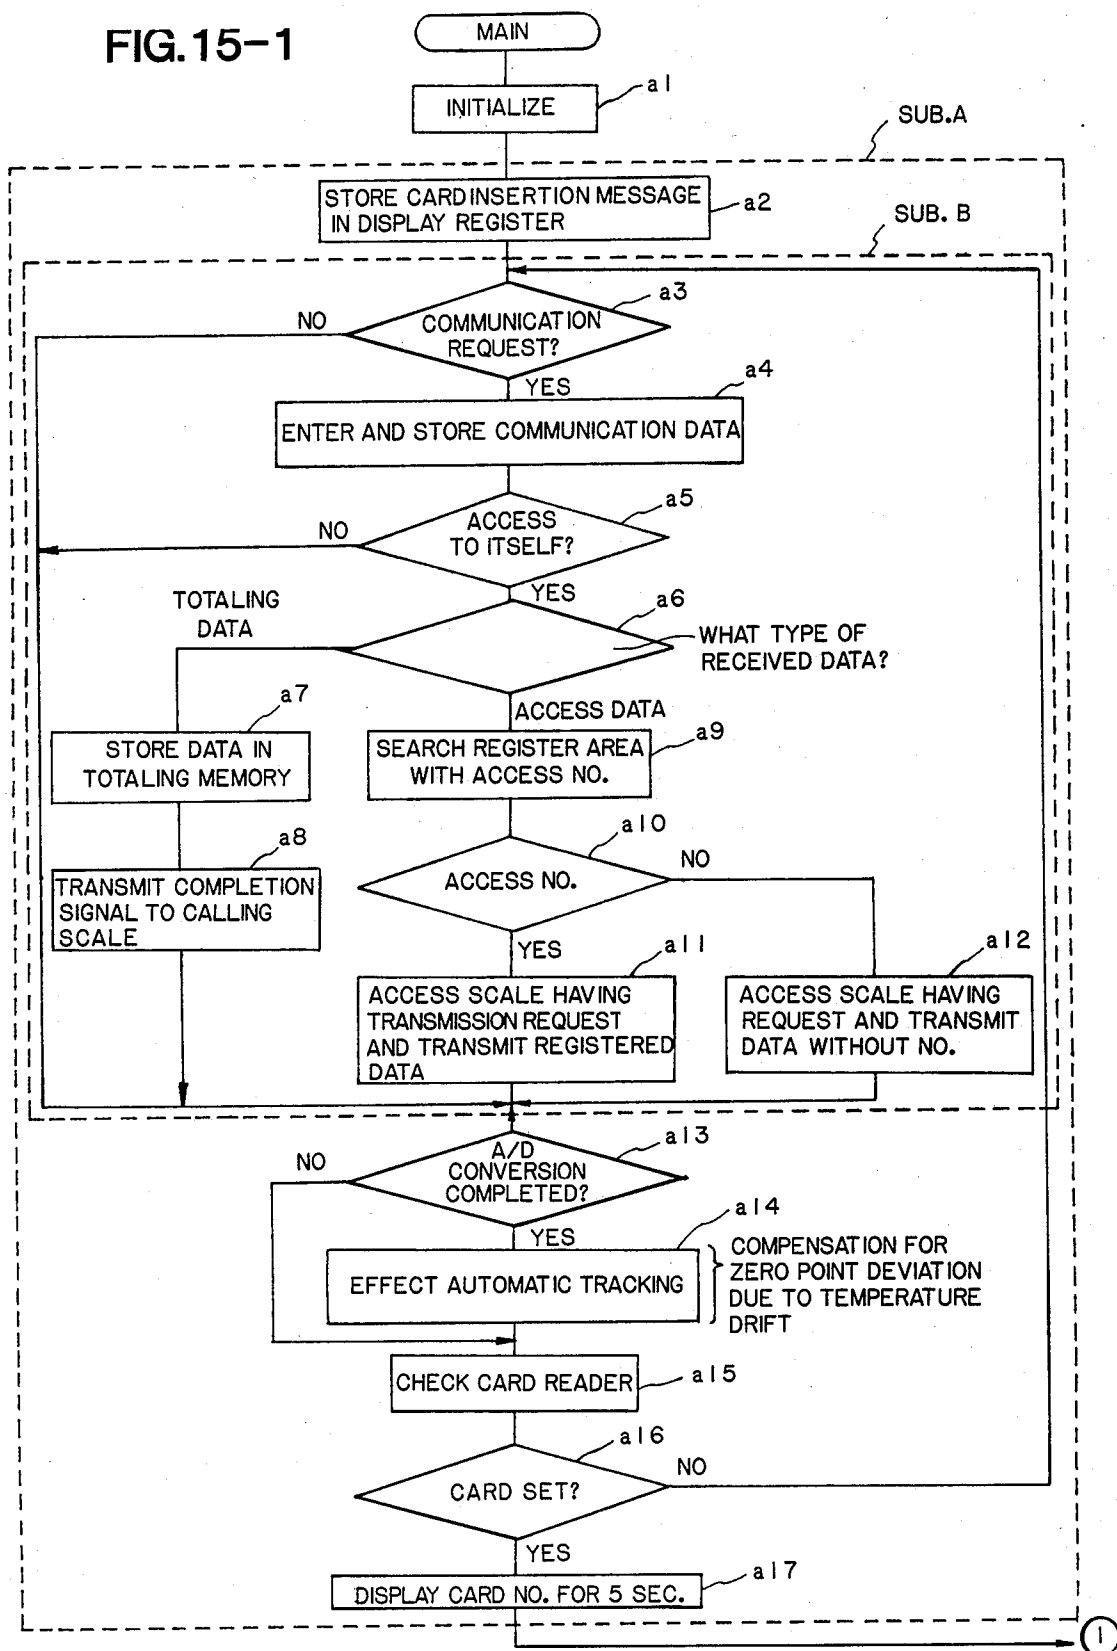 FIG.15-1
MAIN
a1
INITIALIZE
SUB.A
STORE CARD INSERTION MESSAGE
IN DISPLAY REGISTER
a2
SUB. B
a3
NO
COMMUNICATION
REQUEST?
YES
a4
ENTER AND STORE COMMUNICATION DATA
a5
NO
ACCESS
TO ITSELF?
YES
a6
TOTALING
DATA
WHAT TYPE OF
RECEIVED DATA?
ACCESS DATA
a7
STORE DATA IN
TOTALING MEMORY
a9
SEARCH REGISTER AREA
WITH ACCESS NO.
a8
TRANSMIT COMPLETION
SIGNAL TO CALLING
SCALE
a10
ACCESS NO.
NO
YES
a11
ACCESS SCALE HAVING
TRANSMISSION REQUEST
AND TRANSMIT REGISTERED
DATA
a12
ACCESS SCALE HAVING
REQUEST AND TRANSMIT
DATA WITHOUT NO.
a13
NO
A/D
CONVERSION
COMPLETED?
YES
a14
EFFECT AUTOMATIC TRACKING
COMPENSATION FOR
ZERO POINT DEVIATION
DUE TO TEMPERATURE
DRIFT
CHECK CARD READER
a15
a16
CARD SET?
NO
YES
a17
DISPLAY CARD NO. FOR 5 SEC.
1